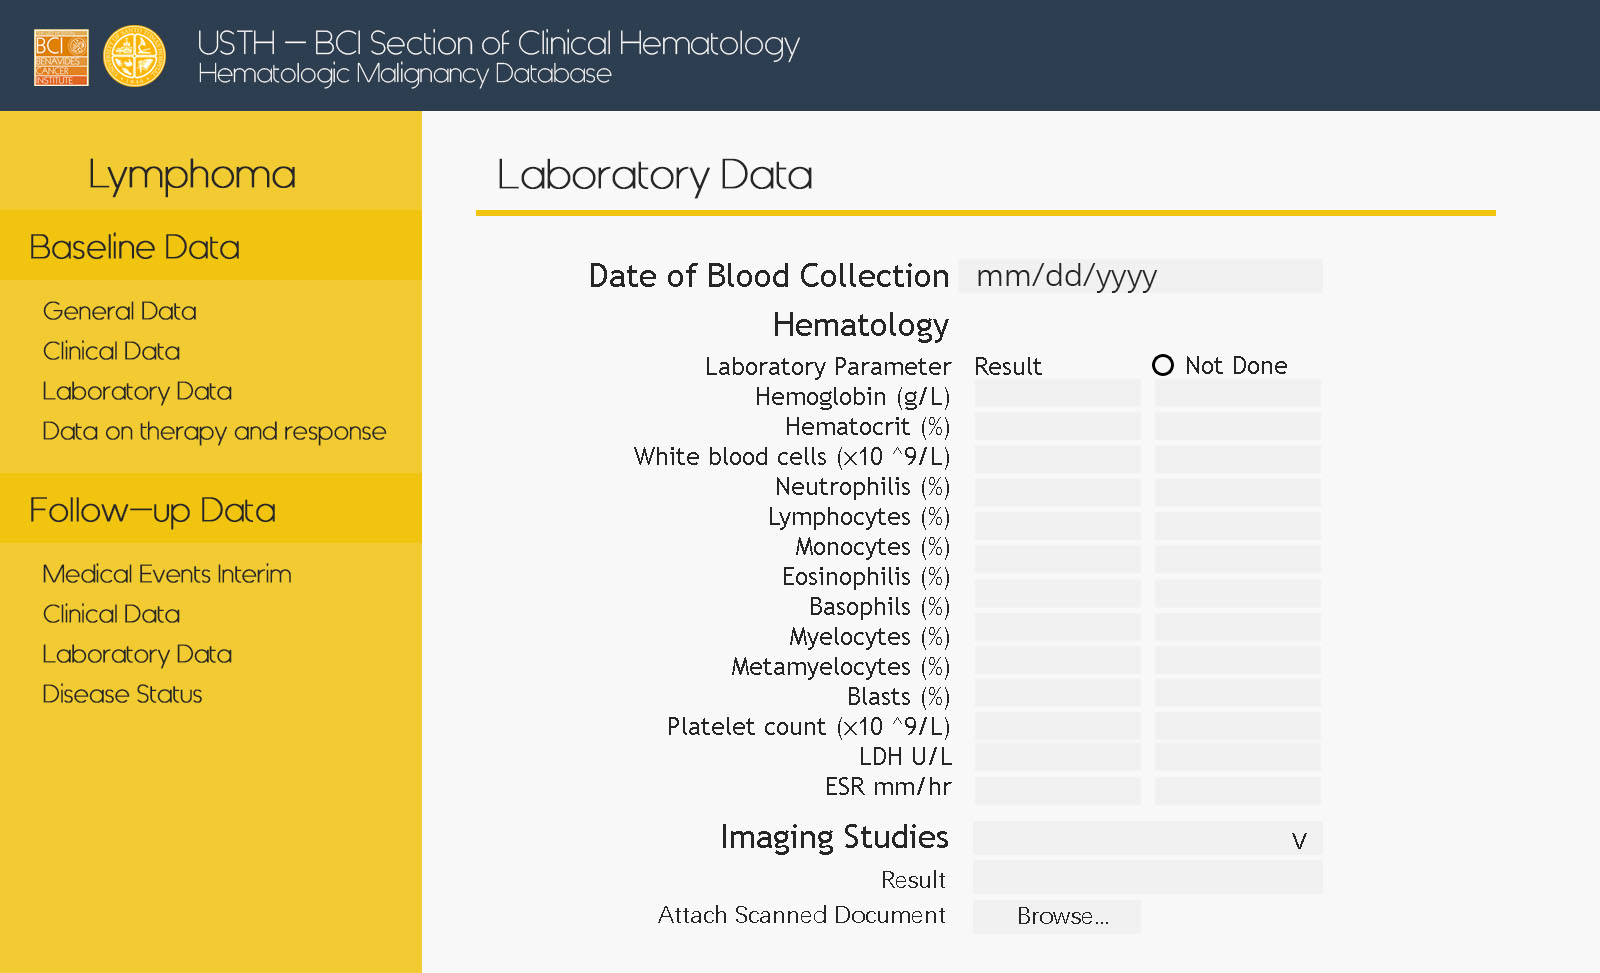 BCI
BENAVIDES
CANCER
INSTITUTE
USTH – BCI Section of Clinical Hematology
Hematologic Malignancy Database
Lymphoma
Baseline Data
General Data
Clinical Data
Laboratory Data
Data on therapy and response
Follow-up Data
Medical Events Interim
Clinical Data
Laboratory Data
Disease Status
Laboratory Data
Date of Blood Collection mm/dd/yyyy
Hematology
Laboratory Parameter Result Not Done
Hemoglobin (g/L)
Hematocrit (%)
White blood cells (x10 ^9/L)
Neutrophilis (%)
Lymphocytes (%)
Monocytes (%)
Eosinophilis (%)
Basophils (%)
Myelocytes (%)
Metamyelocytes (%)
Blasts (%)
Platelet count (x10 ^9/L)
LDH U/L
ESR mm/hr
Imaging Studies V
Result
Attach Scanned Document Browse...